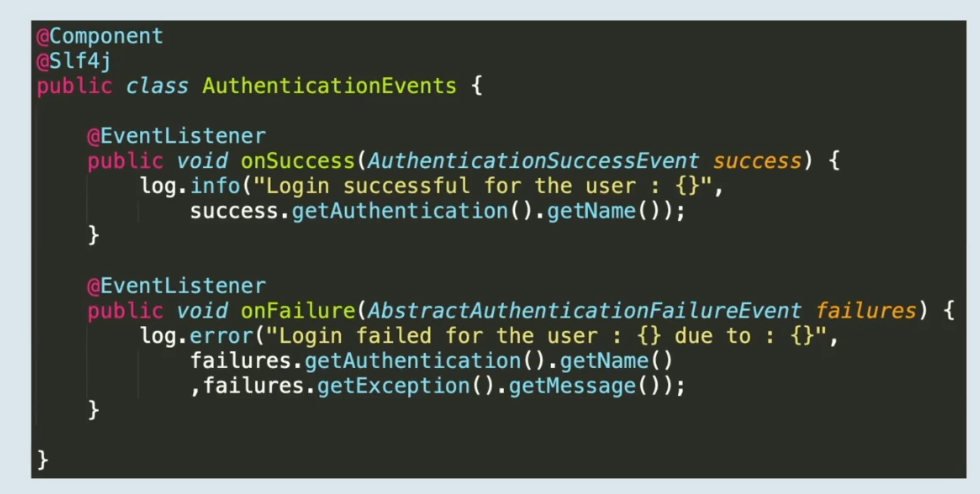 @Component
@Slf4j
public class AuthenticationEvents {
@EventListener
public void onSuccess(AuthenticationSuccessEvent success) {
log.info("Login successful for the user : {}",
success.getAuthentication().getName());
}
@EventListener
public void onFailure(AbstractAuthenticationFailureEvent failures) {
log.error("Login failed for the user : {} due to : {}",
failures.getAuthentication().getName()
,failures.getException().getMessage());
}
}